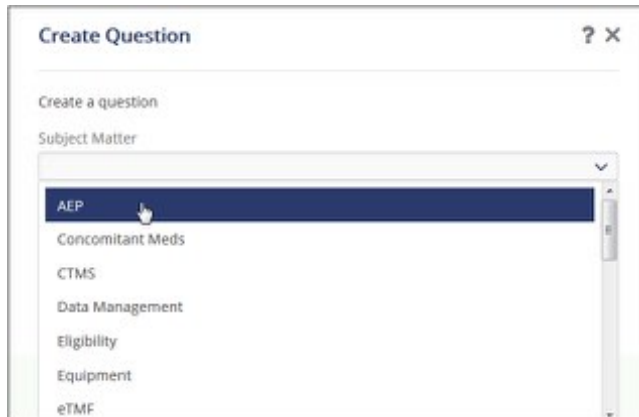 Create Question ?
Create a question
Subject Matter
AEP
Concomitant Meds
CTMS
Data Management
Eligibility
Equipment
eTMF